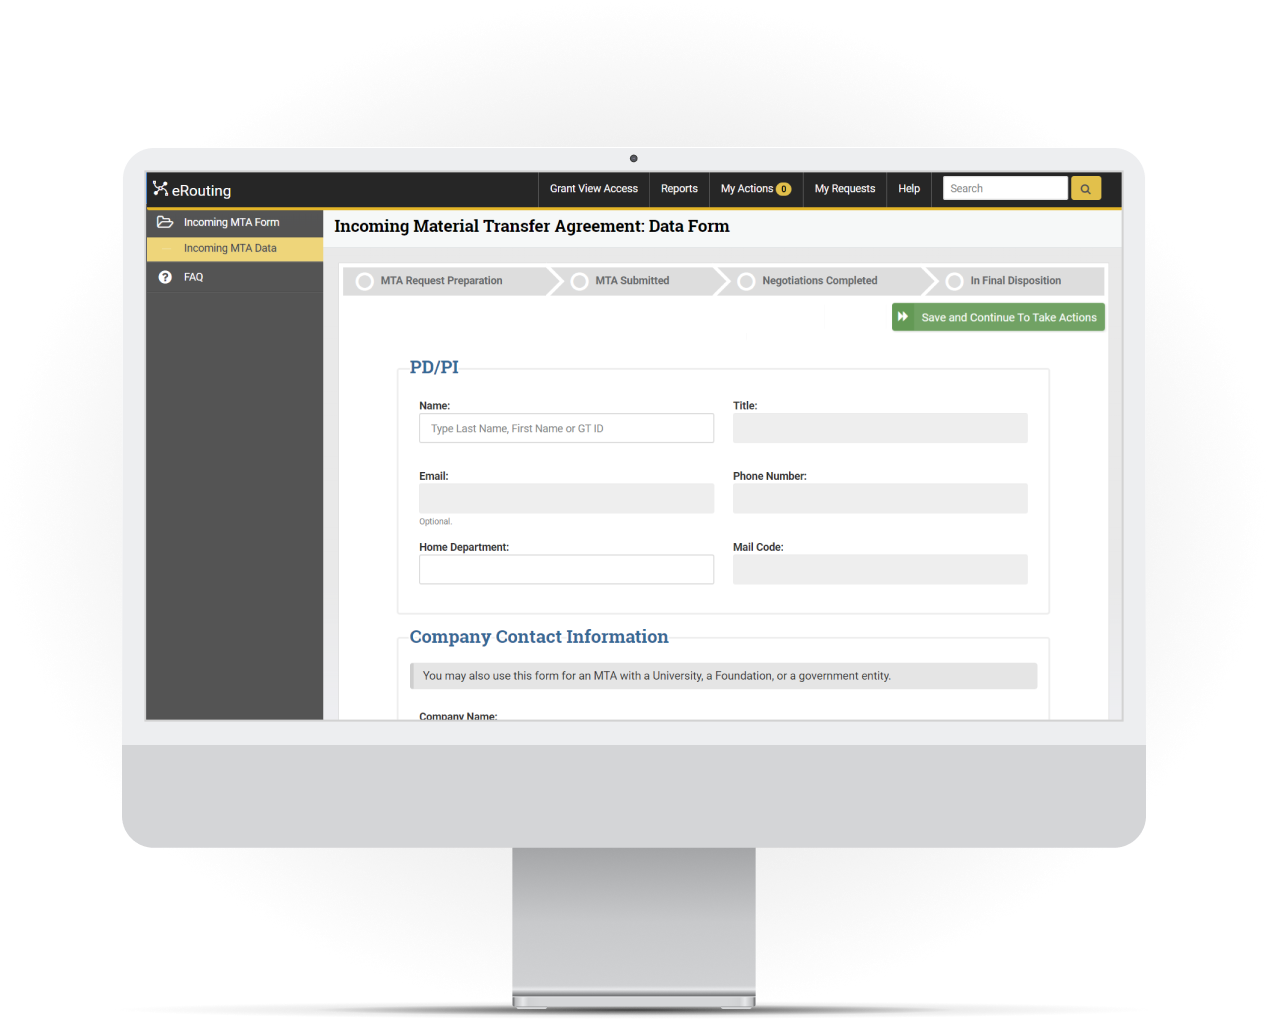 eRouting
Grant View Access
Reports
My Actions 0
My Requests
Help
Search
Incoming MTA Form
Incoming MTA Data
FAQ
Incoming Material Transfer Agreement: Data Form
MTA Request Preparation
MTA Submitted
Negotiations Completed
In Final Disposition
Save and Continue To Take Actions
PD/PI
Name:
Type Last Name, First Name or GT ID
Title:
Email:
Optional.
Phone Number:
Home Department:
Mail Code:
Company Contact Information
You may also use this form for an MTA with a University, a Foundation, or a government entity.
Company Name: